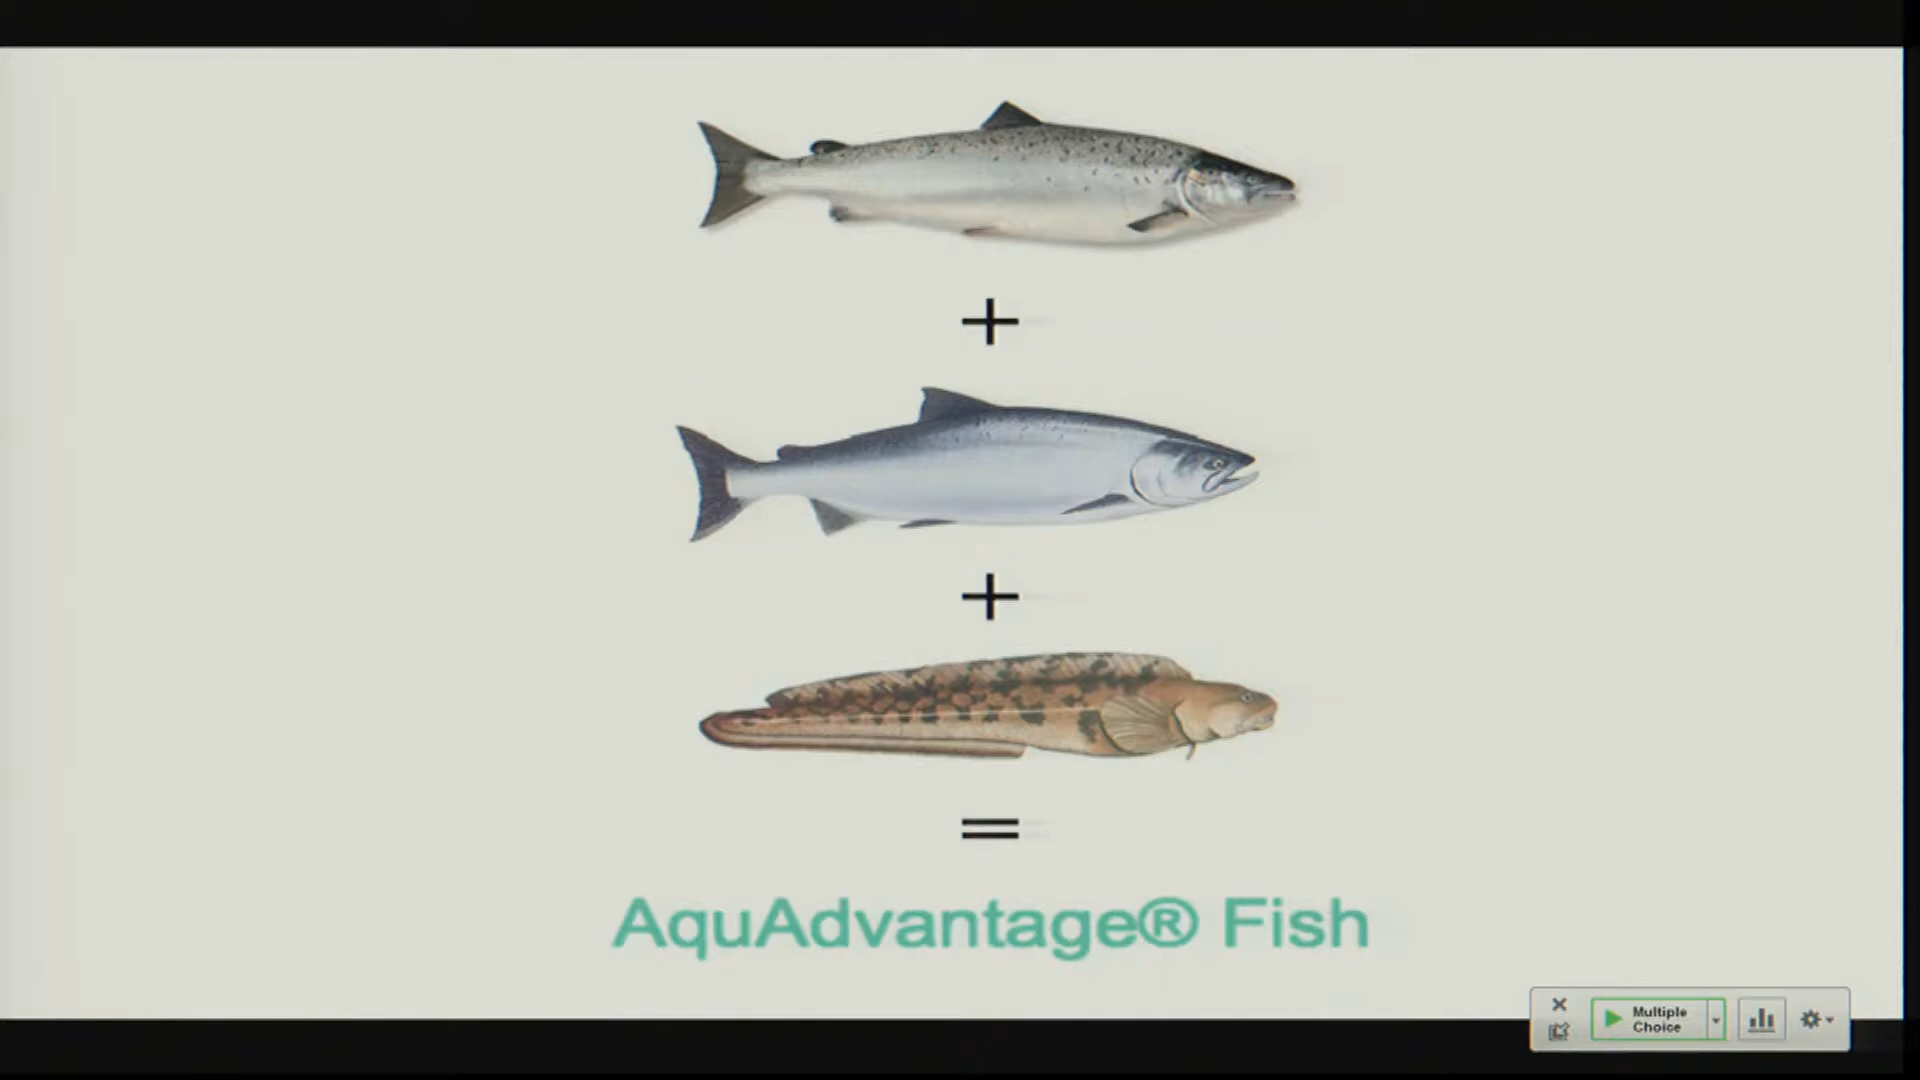 +
+
=
AquAdvantage® Fish
Multiple
Choice